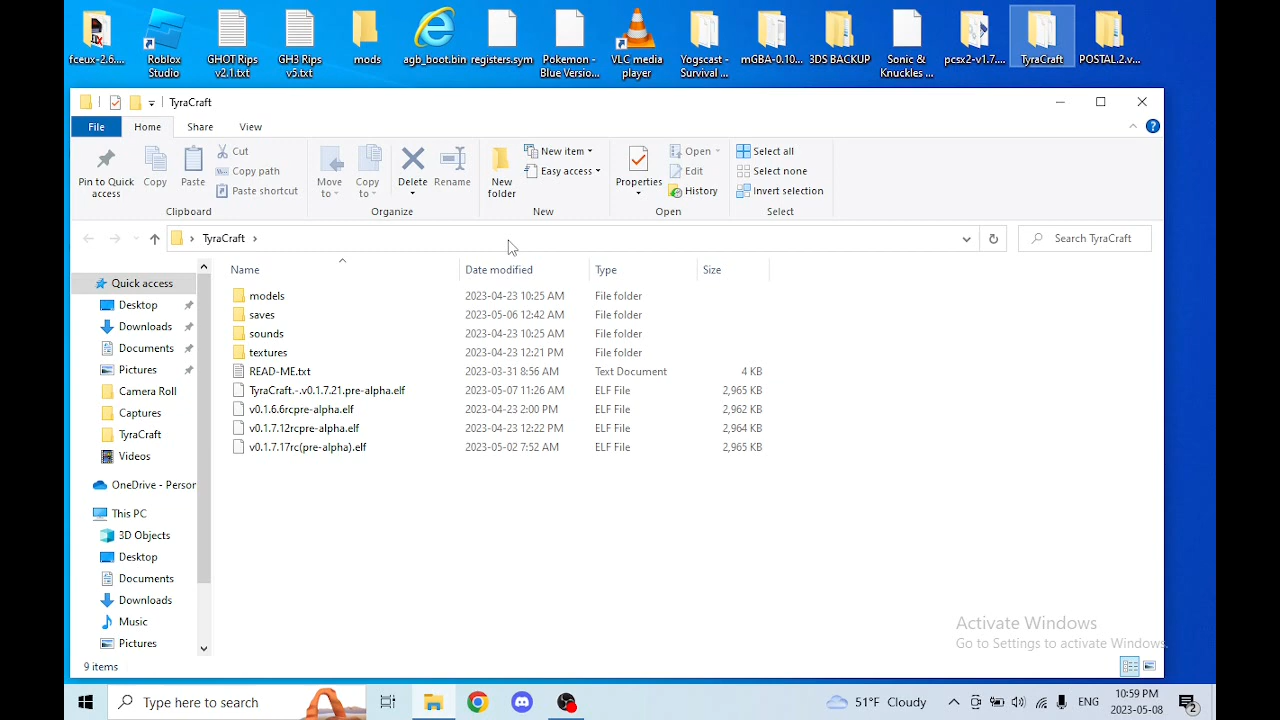 fceux-2.6....
Roblox Studio
GHOT Rips v2.1.txt
GH3 Rips v5.txt
mods
agb_boot.bin
registers.sym
Pokemon - Blue Versio...
VLC media player
Yogscast - Survival ...
mGBA-0.10...
3DS BACKUP
Sonic & Knuckles ...
pcsx2-v1.7....
TyraCraft
POSTAL.2.v...
TyraCraft
File Home Share View
Pin to Quick access
Copy
Paste
Cut
Copy path
Paste shortcut
Move to
Copy to
Delete
Rename
New folder
New item
Easy access
Properties
Open
Edit
History
Select all
Select none
Invert selection
Clipboard Organize New Open Select
TyraCraft
Search TyraCraft
Name Date modified Type Size
models 2023-04-23 10:25 AM File folder
saves 2023-05-06 12:42 AM File folder
sounds 2023-04-23 10:25 AM File folder
textures 2023-04-23 12:21 PM File folder
READ-ME.txt 2023-03-31 8:56 AM Text Document 4 KB
TyraCraft.-.v0.1.7.21.pre-alpha.elf 2023-05-07 11:26 AM ELF File 2,965 KB
v0.1.6.6rcpre-alpha.elf 2023-04-23 2:00 PM ELF File 2,962 KB
v0.1.7.12rcpre-alpha.elf 2023-04-23 12:22 PM ELF File 2,964 KB
v0.1.7.17rc(pre-alpha).elf 2023-05-02 7:52 AM ELF File 2,965 KB
Quick access
Desktop
Downloads
Documents
Pictures
Camera Roll
Captures
TyraCraft
Videos
OneDrive - Person
This PC
3D Objects
Desktop
Documents
Downloads
Music
Pictures
Activate Windows
Go to Settings to activate Windows.
9 items
Type here to search
51°F Cloudy
ENG
10:59 PM
2023-05-08
2